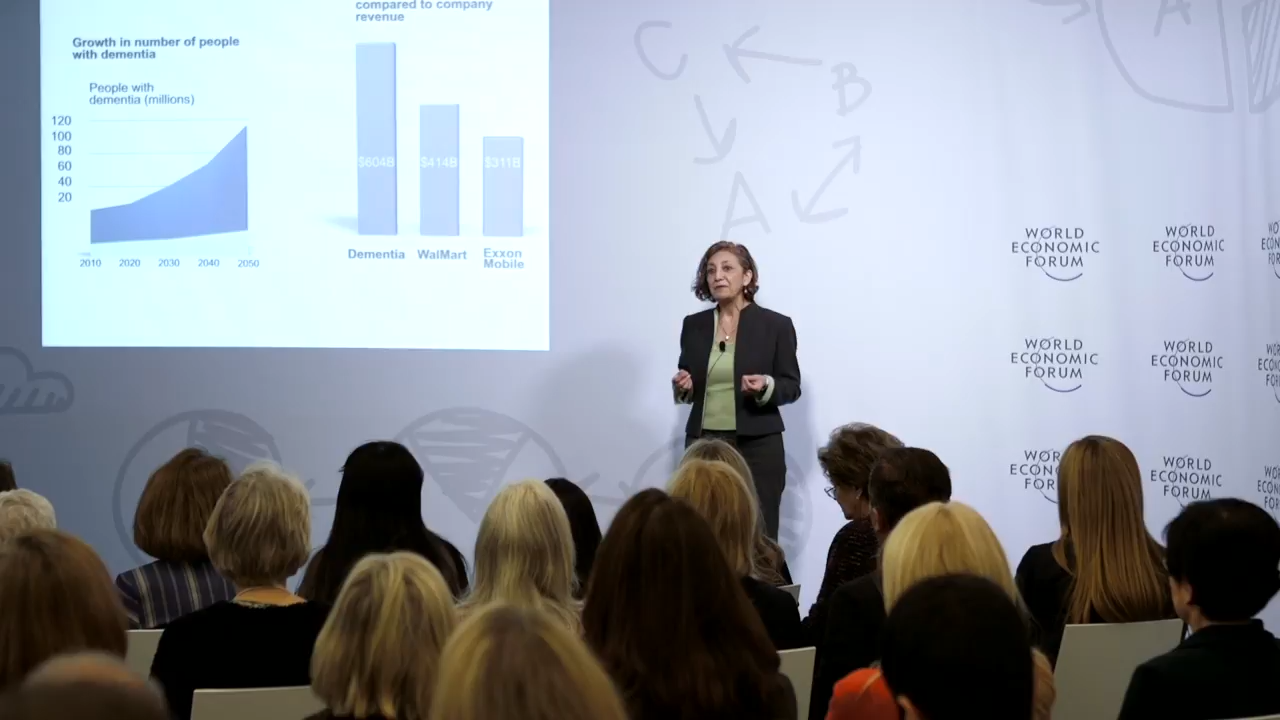 compared to company
revenue
Growth in number of people
with dementia
People with
dementia (millions)
120
100
80
60
40
20
2010 2020 2030 2040 2050
$604B $414B $311B
Dementia WalMart Exxon
Mobile
C
B
A
A
WORLD
ECONOMIC
FORUM
WORLD
ECONOMIC
FORUM
WORLD
ECONOMIC
FORUM
WORLD
ECONOMIC
FORUM
WORLD
ECONOMIC
FORUM
WORLD
ECONOMIC
FORUM